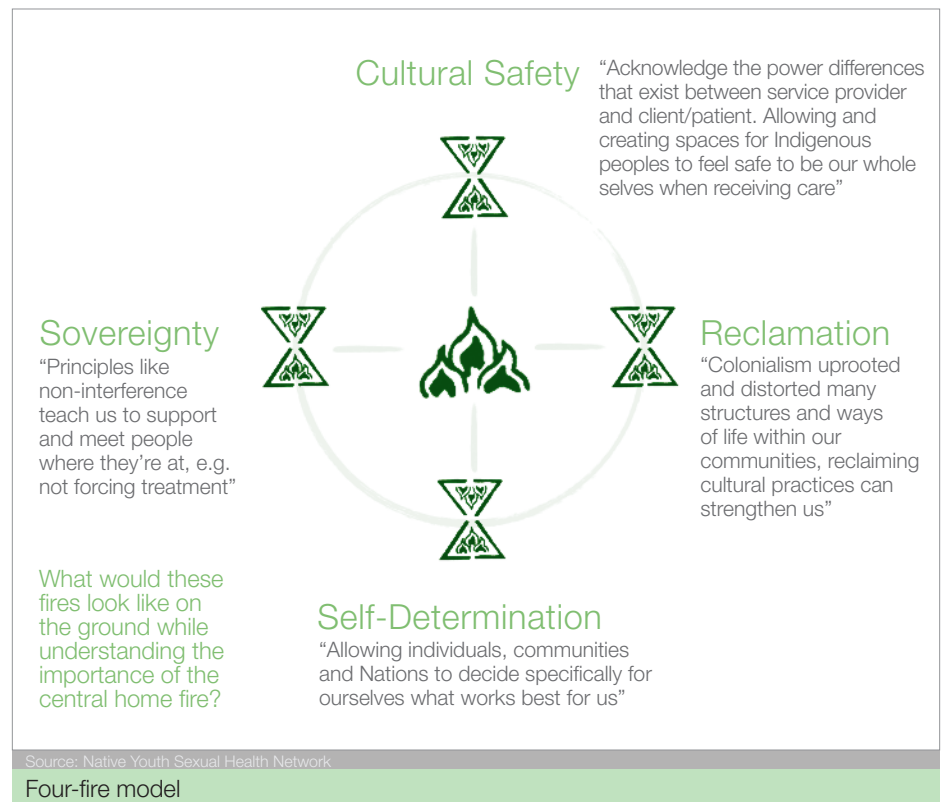 Cultural Safety
“Acknowledge the power differences
that exist between service provider
and client/patient. Allowing and
creating spaces for Indigenous
peoples to feel safe to be our whole
selves when receiving care”
Sovereignty
“Principles like
non-interference
teach us to support
and meet people
where they’re at, e.g.
not forcing treatment”
Reclamation
“Colonialism uprooted
and distorted many
structures and ways
of life within our
communities, reclaiming
cultural practices can
strengthen us”
What would these
fires look like on
the ground while
understanding the
importance of the
central home fire?
Self-Determination
“Allowing individuals, communities
and Nations to decide specifically for
ourselves what works best for us”
Source: Native Youth Sexual Health Network
Four-fire model